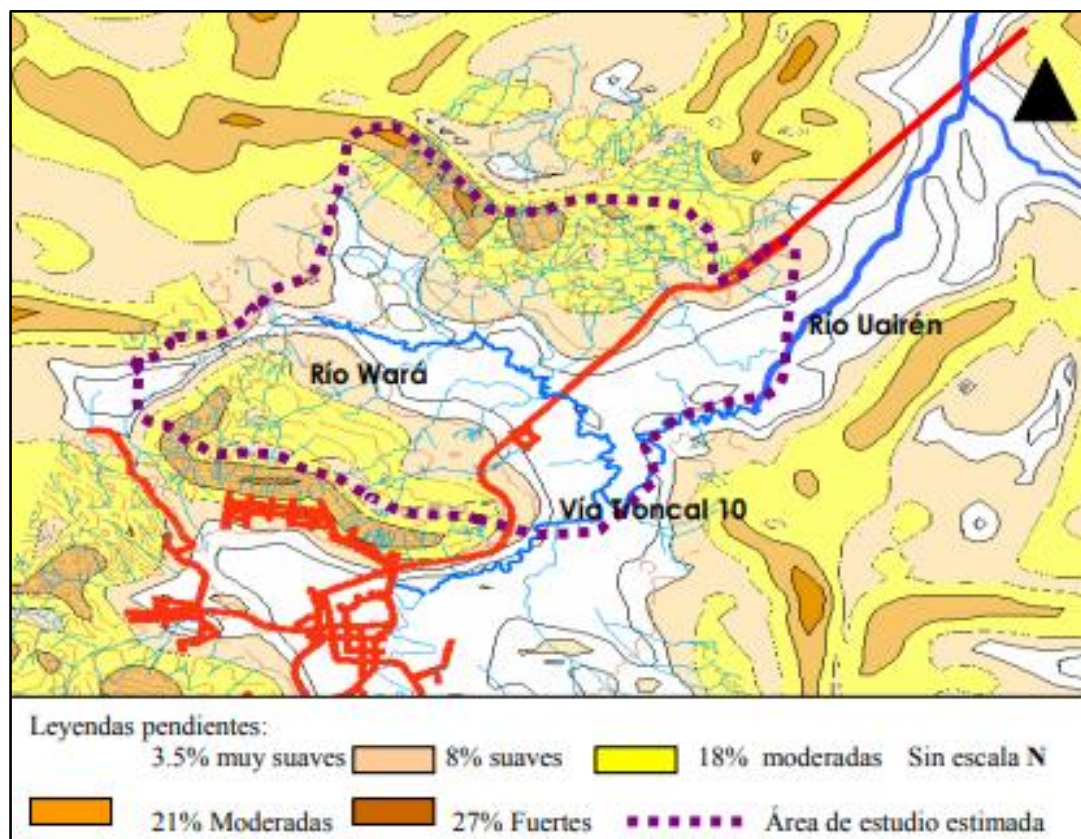 Río Uairén
Río Wará
Vía Troncal 10
Leyendas pendientes:
3.5% muy suaves 8% suaves 18% moderadas Sin escala N
21% Moderadas 27% Fuertes Área de estudio estimada